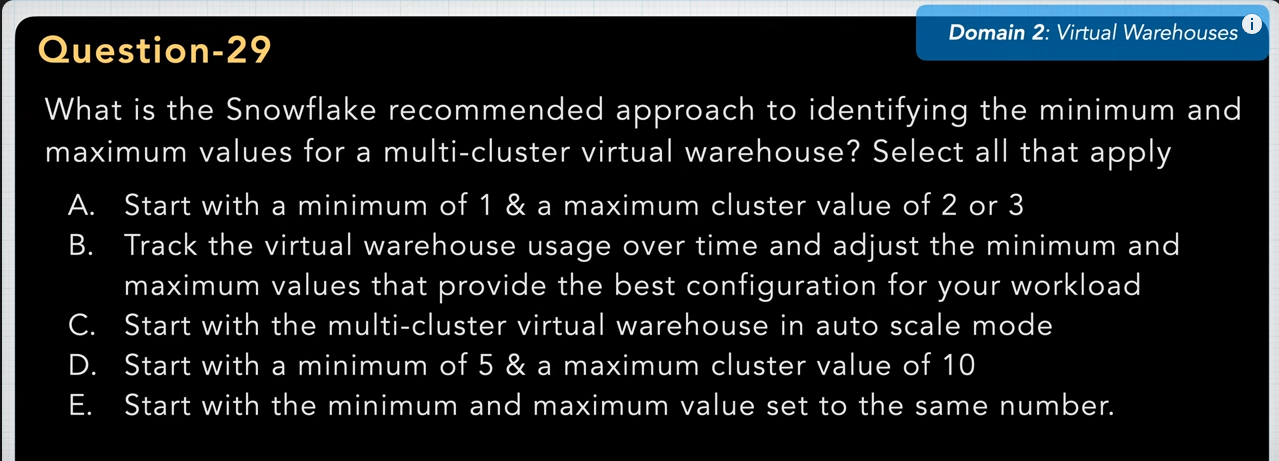 Question-29
Domain 2: Virtual Warehouses
i
What is the Snowflake recommended approach to identifying the minimum and
maximum values for a multi-cluster virtual warehouse? Select all that apply
A. Start with a minimum of 1 & a maximum cluster value of 2 or 3
B. Track the virtual warehouse usage over time and adjust the minimum and
maximum values that provide the best configuration for your workload
C. Start with the multi-cluster virtual warehouse in auto scale mode
D. Start with a minimum of 5 & a maximum cluster value of 10
E. Start with the minimum and maximum value set to the same number.